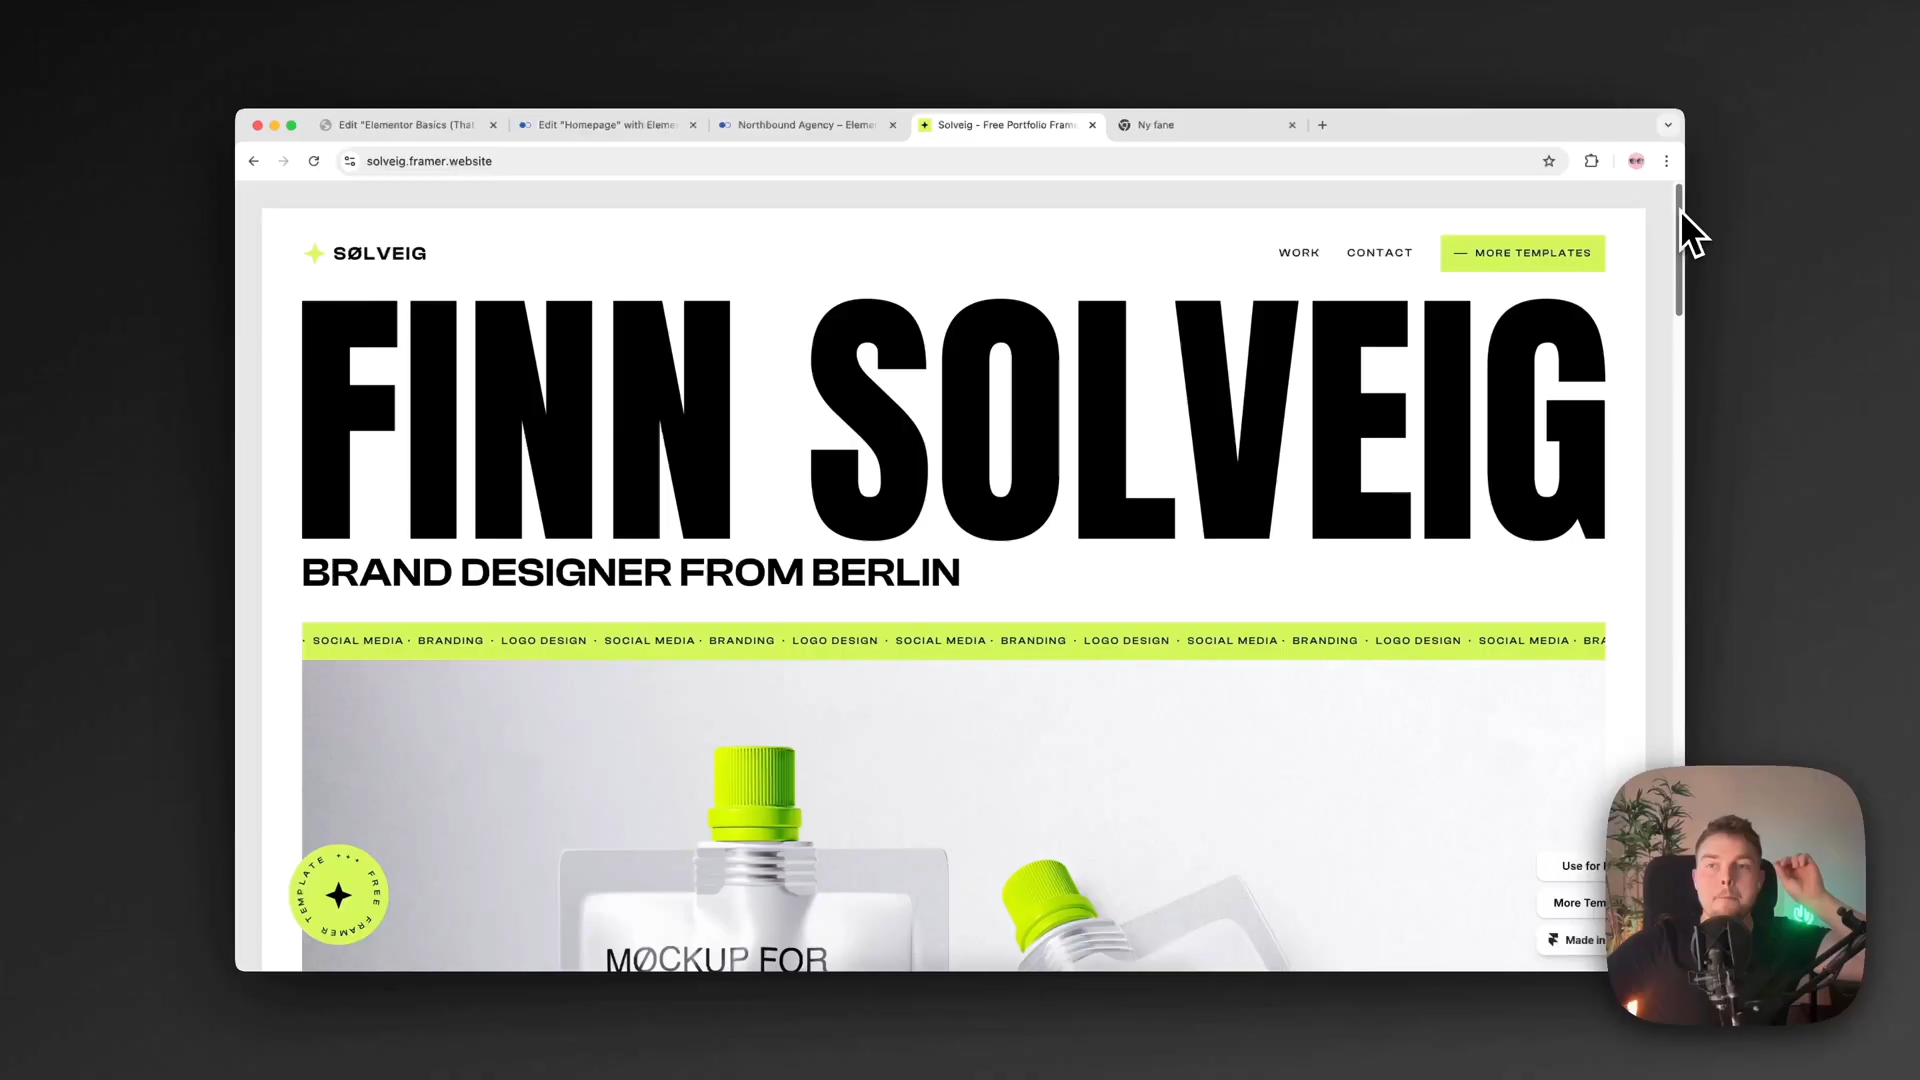 Edit "Elementor Basics (That
Edit "Homepage" with Eleme
Northbound Agency – Eleme
Solveig - Free Portfolio Fram
Ny fane
solveig.framer.website
SØLVEIG
WORK
CONTACT
— MORE TEMPLATES
FINN SOLVEIG
BRAND DESIGNER FROM BERLIN
· SOCIAL MEDIA · BRANDING · LOGO DESIGN · SOCIAL MEDIA · BRANDING · LOGO DESIGN · SOCIAL MEDIA · BRANDING · LOGO DESIGN · SOCIAL MEDIA · BRANDING · LOGO DESIGN · SOCIAL MEDIA · BRA
MØCKUP FOR
FREE FRAMER TEMPLATE
Use for
More Tem
Made in